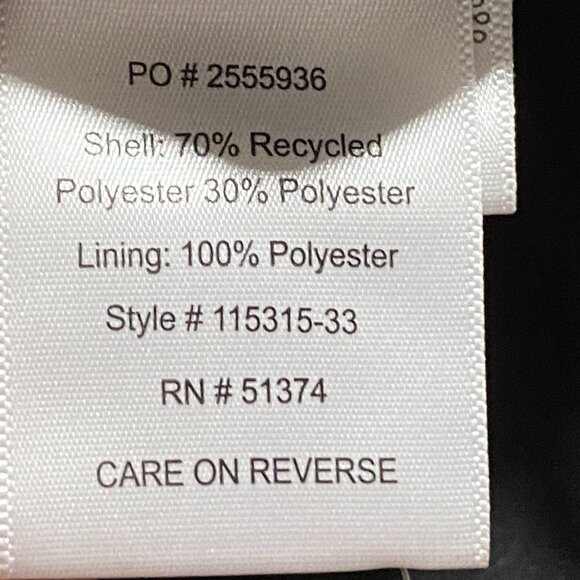 PO # 2555936
Shell: 70% Recycled
Polyester 30% Polyester
Lining: 100% Polyester
Style # 115315-33
RN # 51374
CARE ON REVERSE